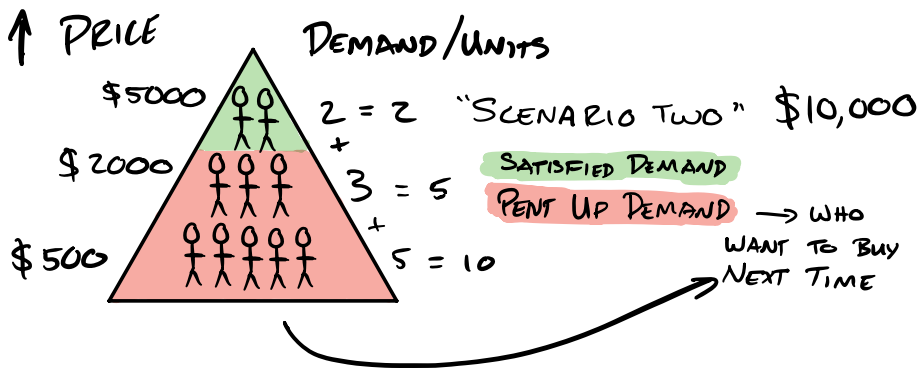 ↑ PRICE
DEMAND/UNITS
$5000
2 = 2
+
"SCENARIO TWO" $10,000
$2000
3 = 5
+
SATISFIED DEMAND
PENT UP DEMAND → WHO
WANT TO BUY
NEXT TIME
$500
5 = 10